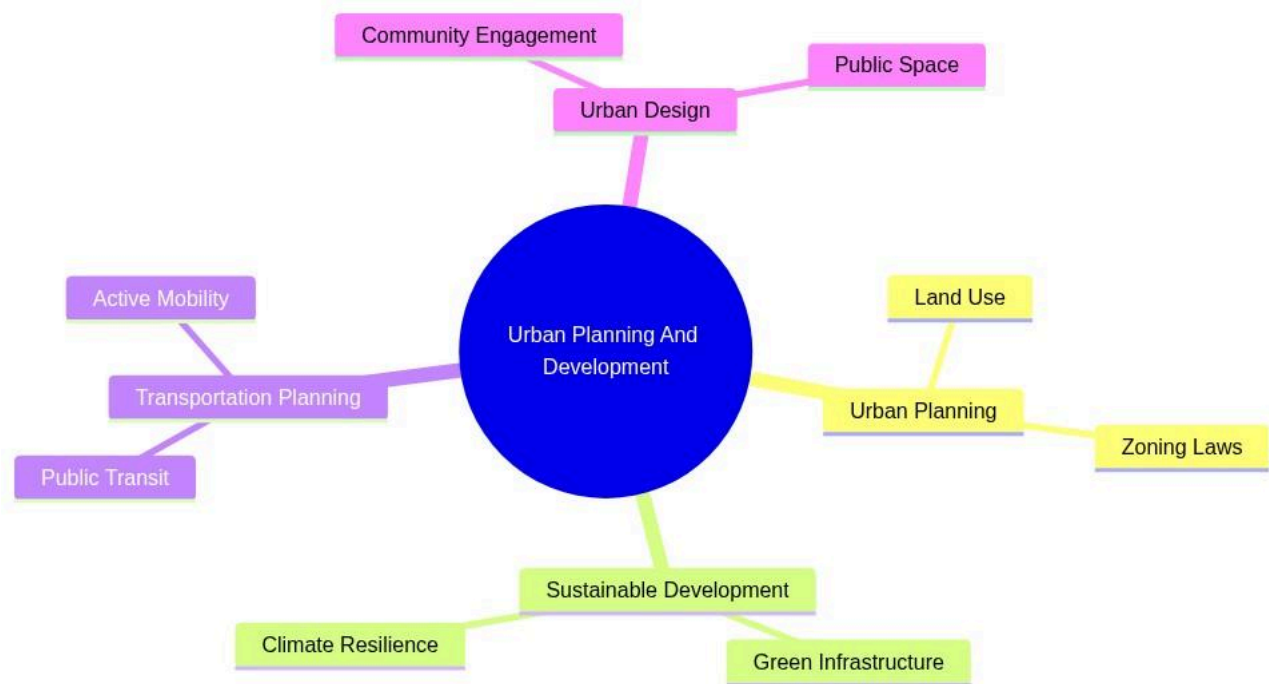 Community Engagement
Public Space
Urban Design
Active Mobility
Land Use
Urban Planning And
Development
Transportation Planning
Urban Planning
Zoning Laws
Public Transit
Sustainable Development
Climate Resilience
Green Infrastructure